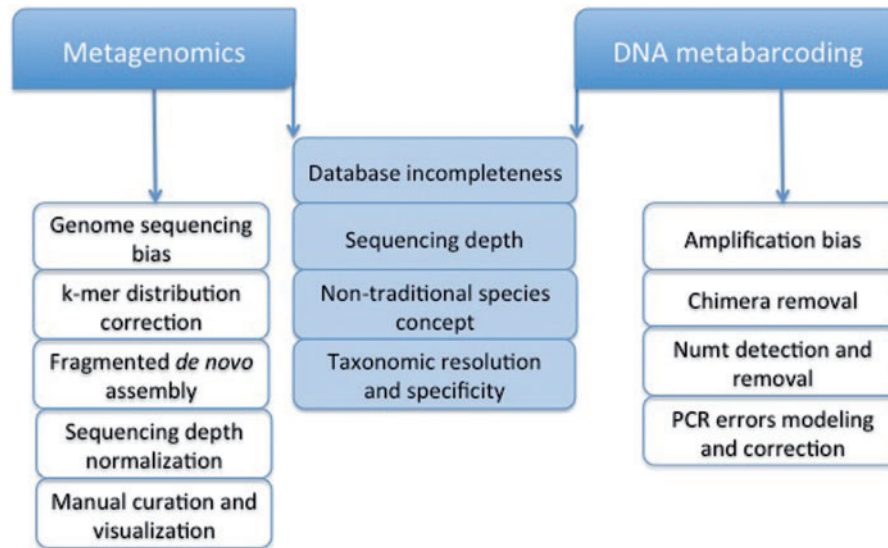 Metagenomics
DNA metabarcoding
Genome sequencing
bias
k-mer distribution
correction
Fragmented de novo
assembly
Sequencing depth
normalization
Manual curation and
visualization
Database incompleteness
Sequencing depth
Non-traditional species
concept
Taxonomic resolution
and specificity
Amplification bias
Chimera removal
Numt detection and
removal
PCR errors modeling
and correction